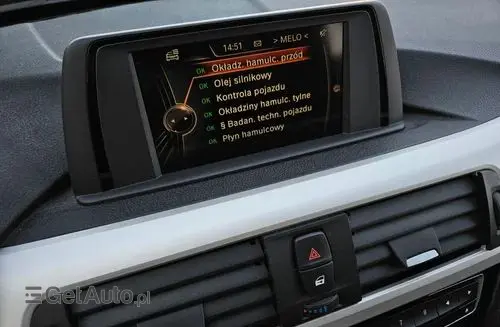 14:51 > MELO <
OK Okładz. hamulc. przód
OK Olej silnikowy
OK Kontrola pojazdu
OK Okładziny hamulc. tylne
OK § Badan. techn. pojazdu
OK Płyn hamulcowy
GetAuto.pl